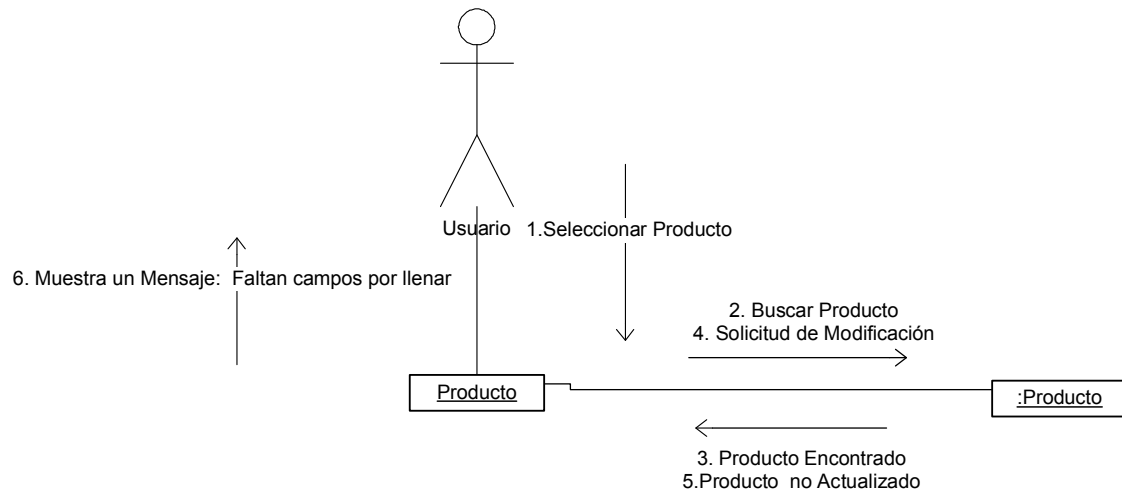 Usuario
1.Seleccionar Producto
6. Muestra un Mensaje: Faltan campos por llenar
2. Buscar Producto
4. Solicitud de Modificación
Producto
:Producto
3. Producto Encontrado
5.Producto no Actualizado